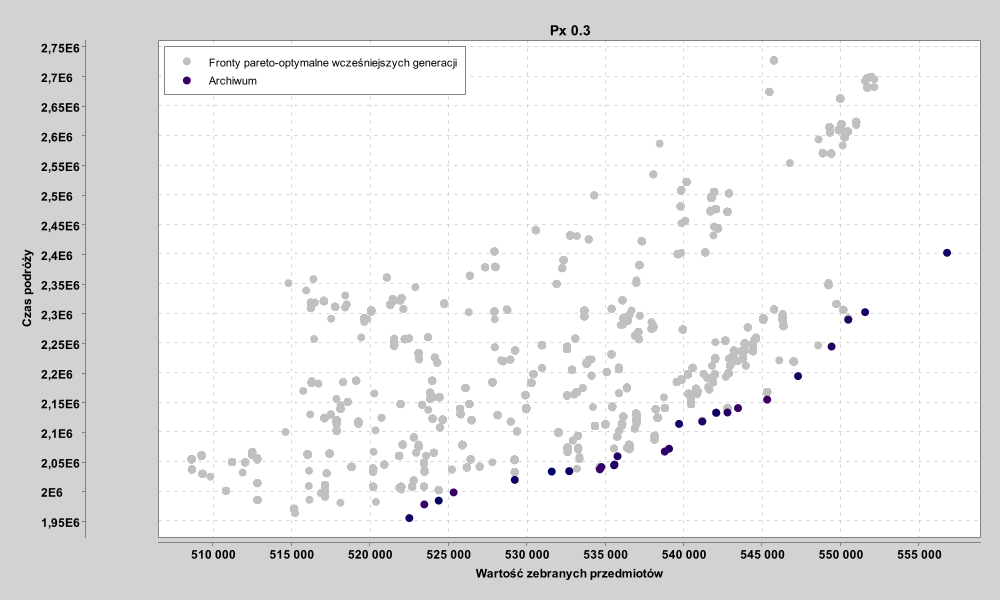 Px 0.3
Fronty pareto-optymalne wcześniejszych generacji
Archiwum
Czas podróży
2,75E6
2,7E6
2,65E6
2,6E6
2,55E6
2,5E6
2,45E6
2,4E6
2,35E6
2,3E6
2,25E6
2,2E6
2,15E6
2,1E6
2,05E6
2E6
1,95E6
510 000 515 000 520 000 525 000 530 000 535 000 540 000 545 000 550 000 555 000
Wartość zebranych przedmiotów